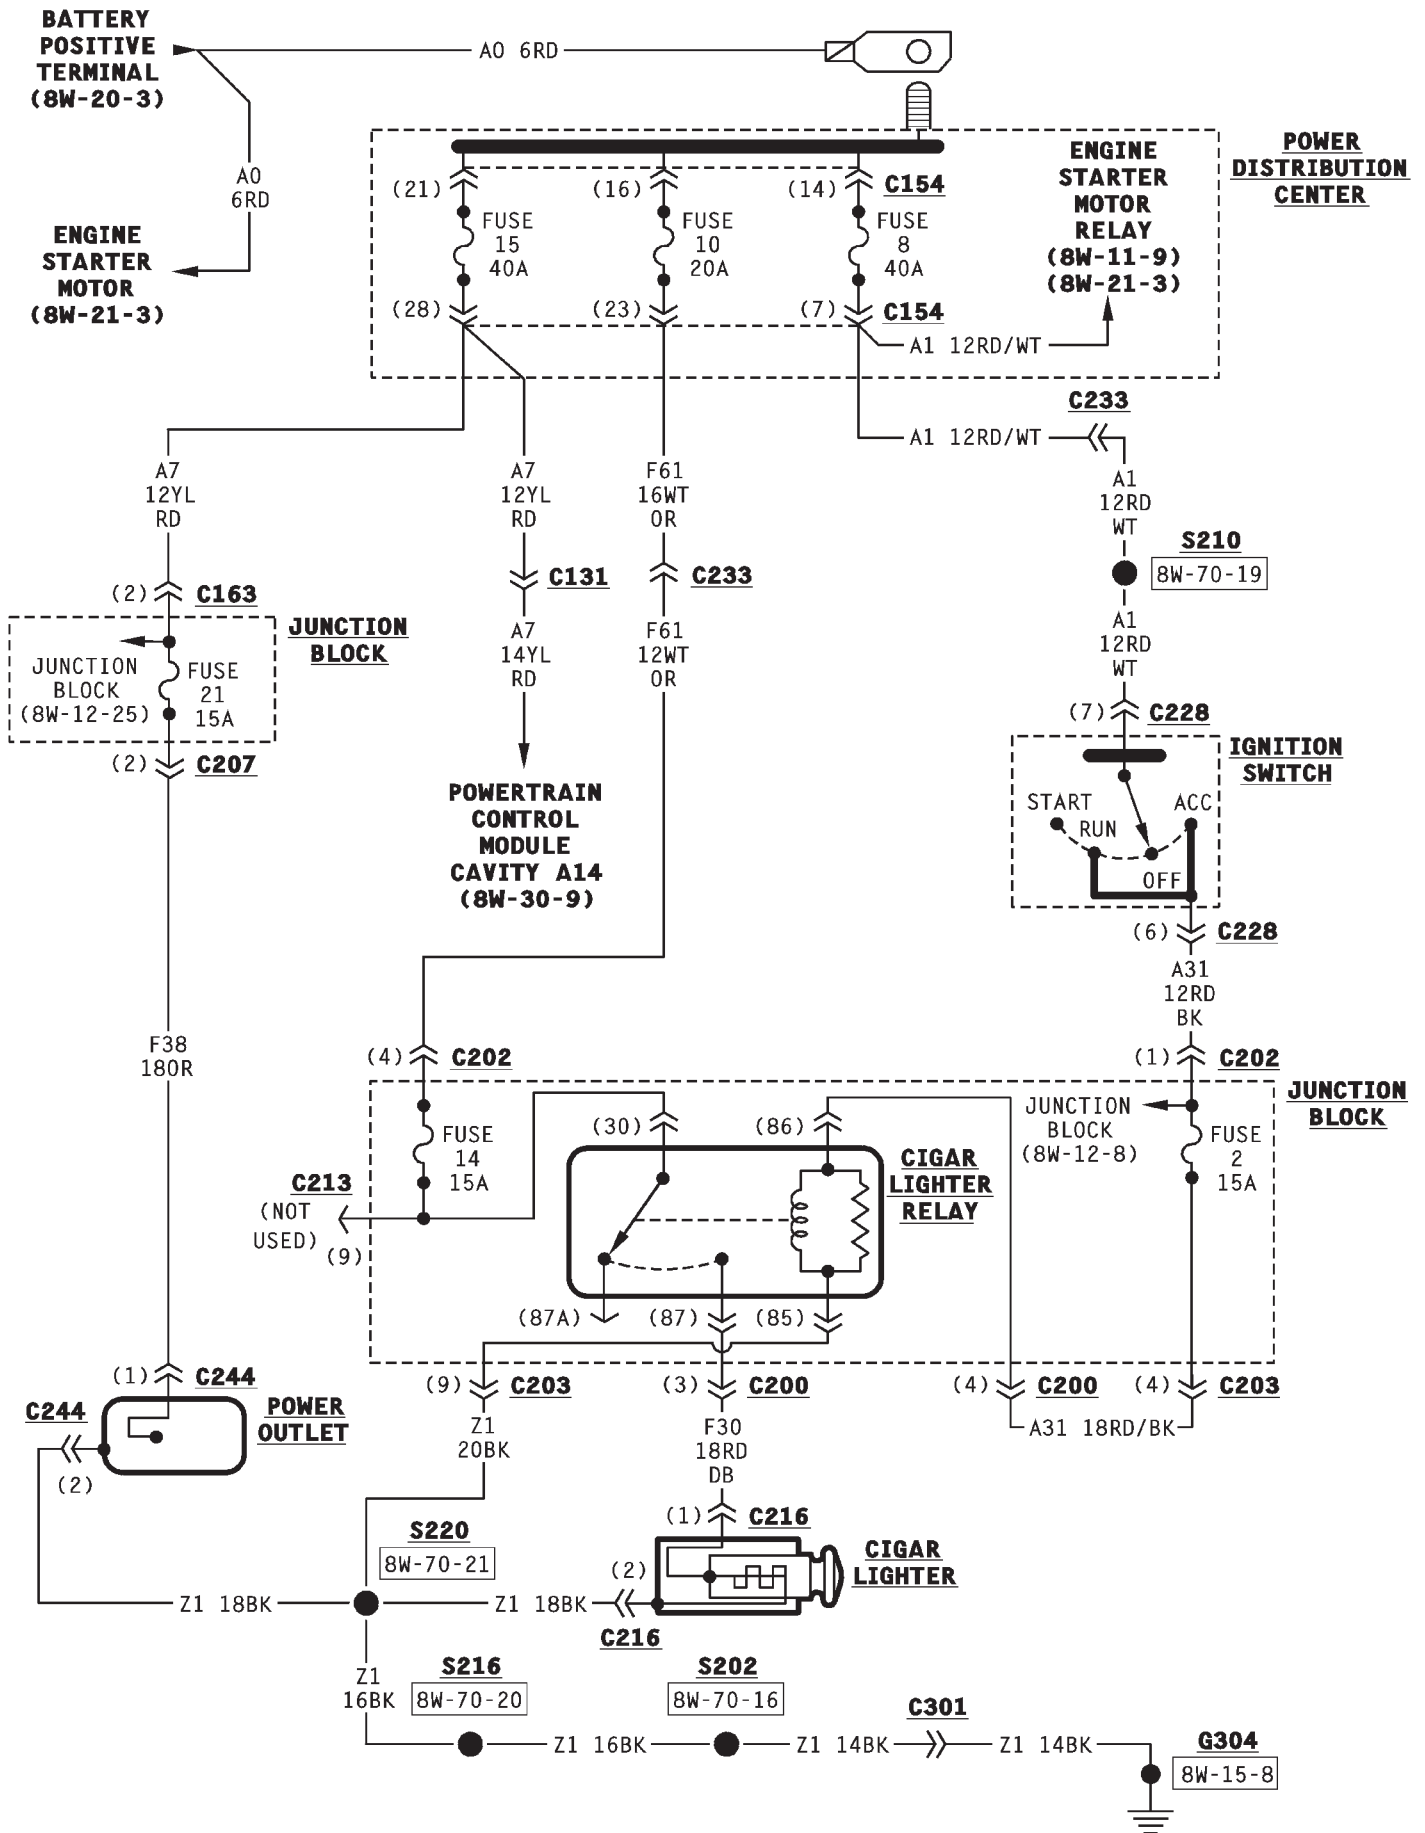 BATTERY
POSITIVE
TERMINAL
(8W-20-3)
A0 6RD
A0
6RD
ENGINE
STARTER
MOTOR
(8W-21-3)
POWER
DISTRIBUTION
CENTER
ENGINE
STARTER
MOTOR
RELAY
(8W-11-9)
(8W-21-3)
(21)
(16)
(14)
C154
FUSE
15
40A
FUSE
10
20A
FUSE
8
40A
(28)
(23)
(7)
C154
A1 12RD/WT
C233
A1 12RD/WT
A7
12YL
RD
A7
12YL
RD
F61
16WT
OR
A1
12RD
WT
S210
8W-70-19
(2)
C163
C131
C233
A7
14YL
RD
F61
12WT
OR
A1
12RD
WT
JUNCTION
BLOCK
JUNCTION
BLOCK
(8W-12-25)
FUSE
21
15A
(2)
C207
(7)
C228
IGNITION
SWITCH
START
RUN
ACC
OFF
POWERTRAIN
CONTROL
MODULE
CAVITY A14
(8W-30-9)
(6)
C228
A31
12RD
BK
F38
18OR
(4)
C202
(1)
C202
JUNCTION
BLOCK
FUSE
14
15A
(30)
(86)
JUNCTION
BLOCK
(8W-12-8)
FUSE
2
15A
CIGAR
LIGHTER
RELAY
C213
(NOT
USED)
(9)
(87A)
(87)
(85)
(1)
C244
C244
POWER
OUTLET
(2)
(9)
C203
(3)
C200
(4)
C200
(4)
C203
Z1
20BK
F30
18RD
DB
A31 18RD/BK
(1)
C216
S220
8W-70-21
(2)
CIGAR
LIGHTER
Z1 18BK
Z1 18BK
C216
Z1
16BK
S216
8W-70-20
S202
8W-70-16
C301
Z1 16BK
Z1 14BK
Z1 14BK
G304
8W-15-8